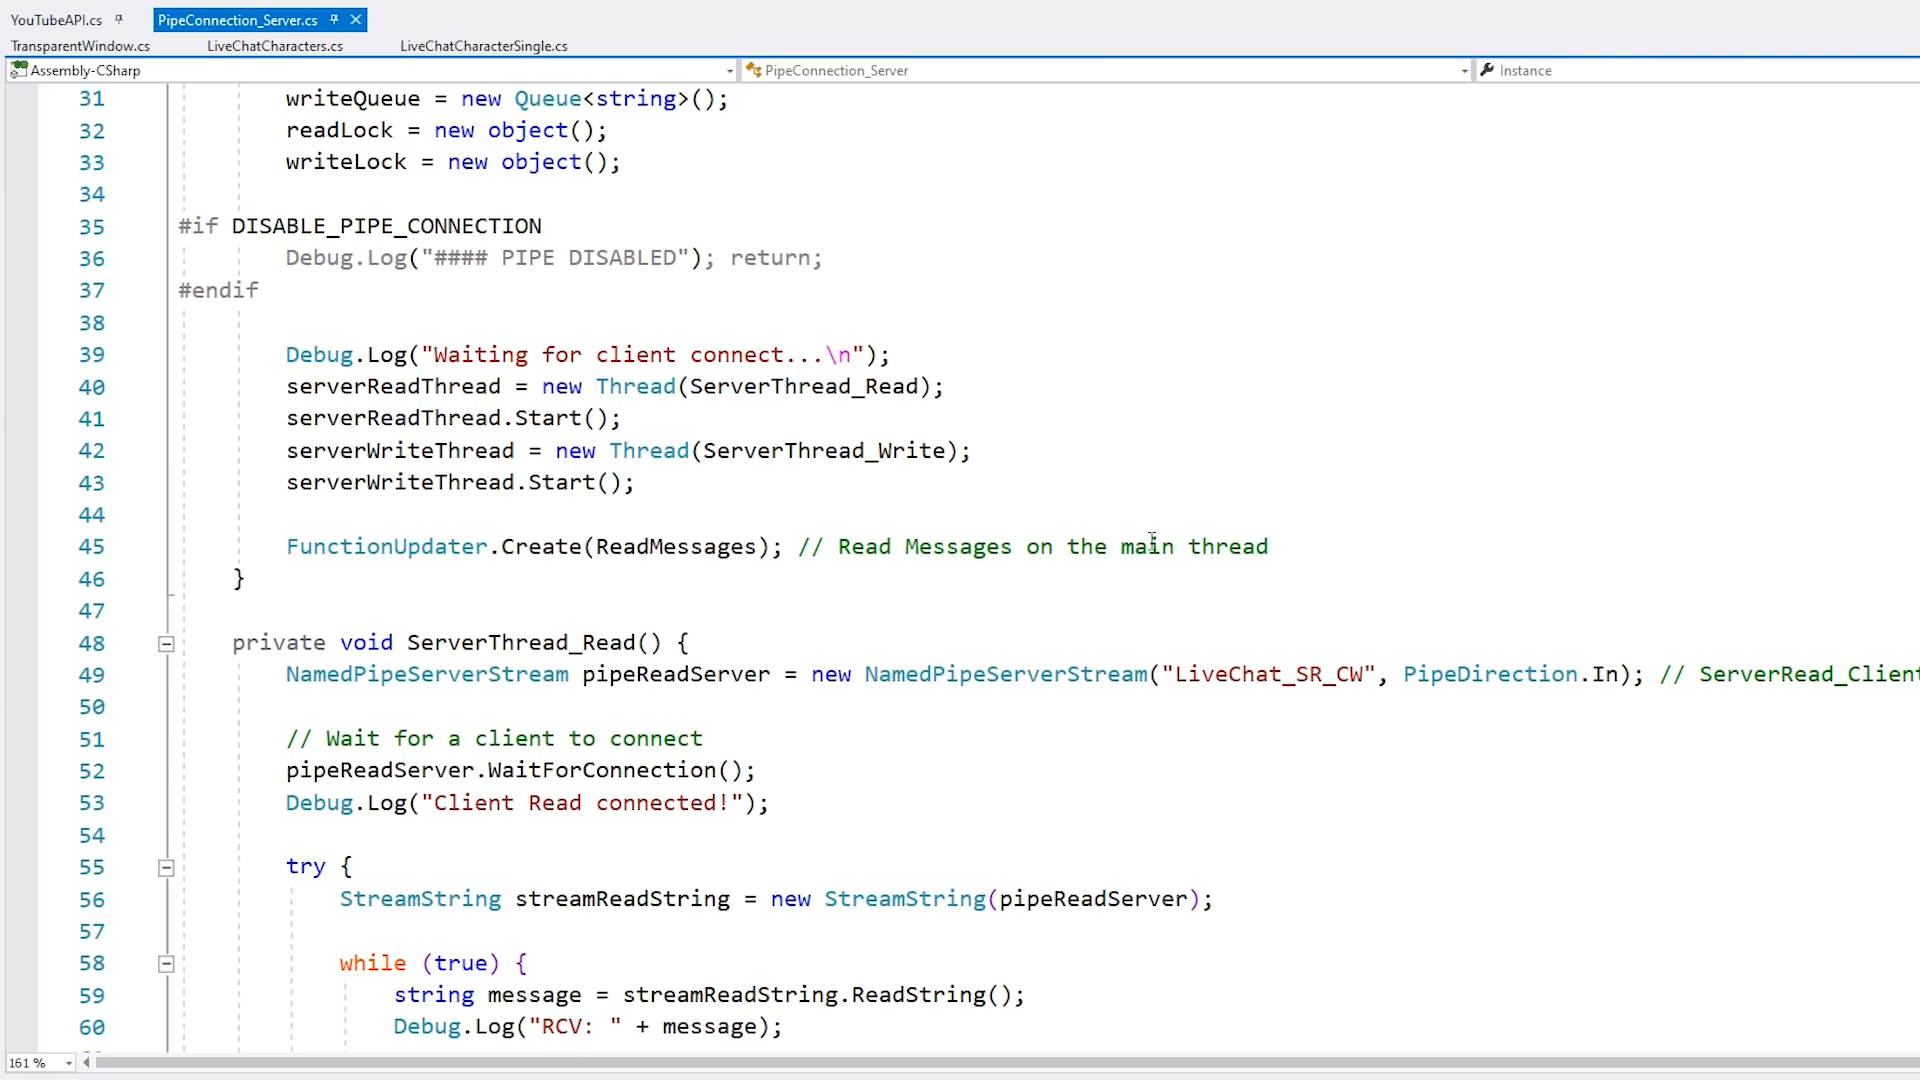 YouTubeAPI.cs
PipeConnection_Server.cs
TransparentWindow.cs LiveChatCharacters.cs LiveChatCharacterSingle.cs
Assembly-CSharp PipeConnection_Server Instance
31 writeQueue = new Queue<string>();
32 readLock = new object();
33 writeLock = new object();
34
35 #if DISABLE_PIPE_CONNECTION
36 Debug.Log("#### PIPE DISABLED"); return;
37 #endif
38
39 Debug.Log("Waiting for client connect...\n");
40 serverReadThread = new Thread(ServerThread_Read);
41 serverReadThread.Start();
42 serverWriteThread = new Thread(ServerThread_Write);
43 serverWriteThread.Start();
44
45 FunctionUpdater.Create(ReadMessages); // Read Messages on the main thread
46 }
47
48 private void ServerThread_Read() {
49 NamedPipeServerStream pipeReadServer = new NamedPipeServerStream("LiveChat_SR_CW", PipeDirection.In); // ServerRead_Client
50
51 // Wait for a client to connect
52 pipeReadServer.WaitForConnection();
53 Debug.Log("Client Read connected!");
54
55 try {
56 StreamString streamReadString = new StreamString(pipeReadServer);
57
58 while (true) {
59 string message = streamReadString.ReadString();
60 Debug.Log("RCV: " + message);
161 %